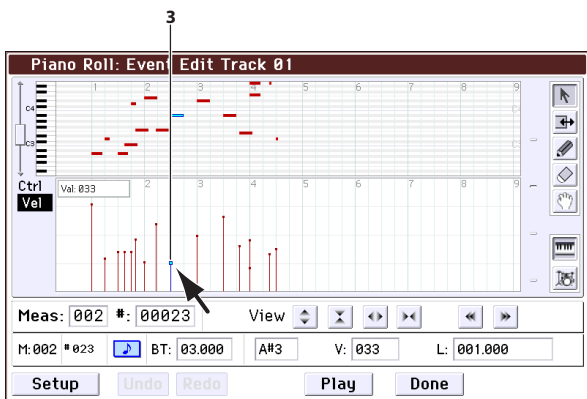 3
Piano Roll: Event Edit Track 01
1 2 3 4 5 6 7 8 9
C4
C3
Ctrl
Vel
Val: 033
2 3 4 5 6 7 8 9
Meas: 002 #: 00023 View
M:002 #023 BT: 03.000 A#3 V: 033 L: 001.000
Setup Undo Redo Play Done